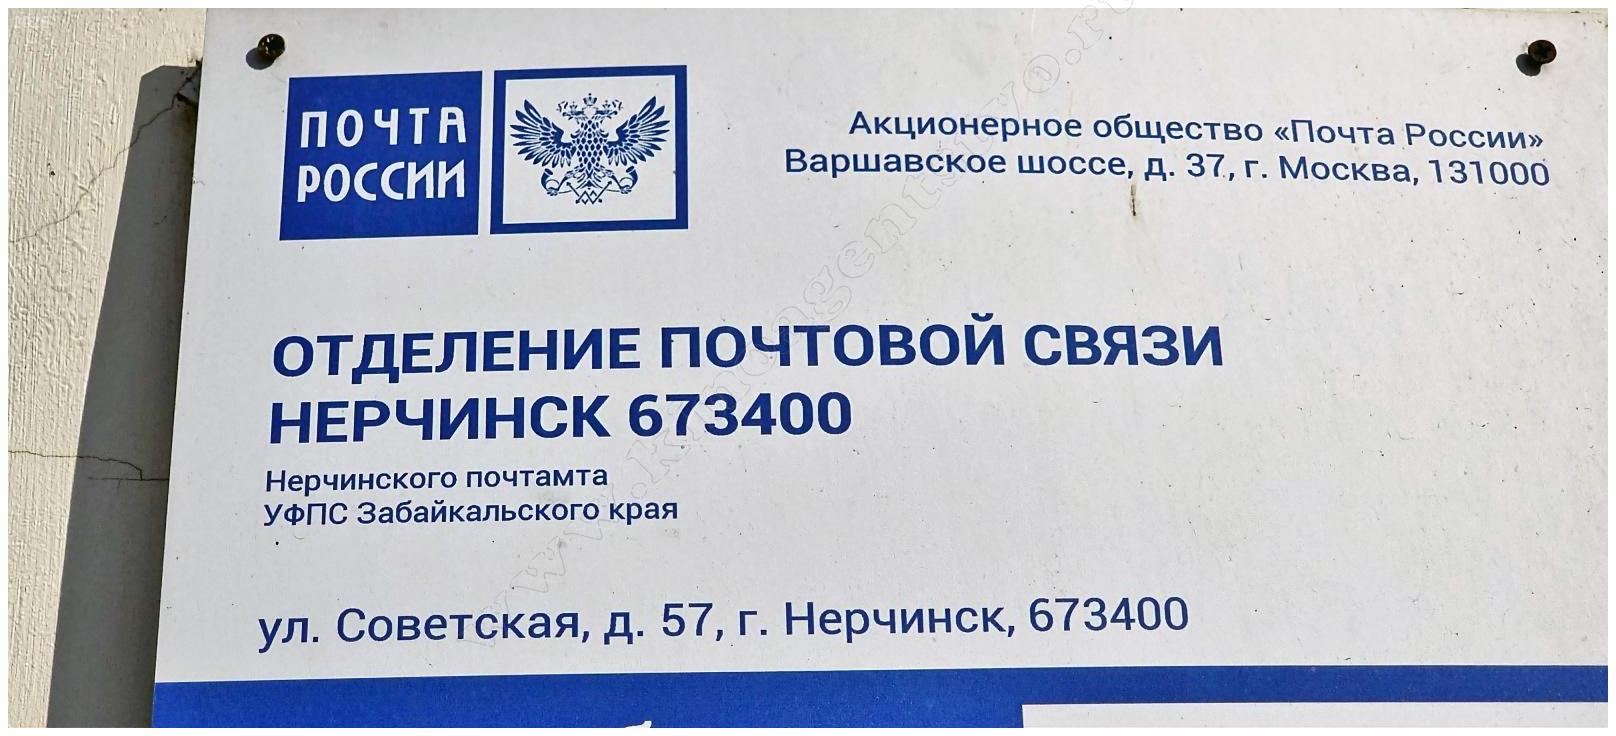 ПОЧТА
РОССИИ
Акционерное общество «Почта России»
Варшавское шоссе, д. 37, г. Москва, 131000
ОТДЕЛЕНИЕ ПОЧТОВОЙ СВЯЗИ
НЕРЧИНСК 673400
Нерчинского почтамта
УФПС Забайкальского края
ул. Советская, д. 57, г. Нерчинск, 673400